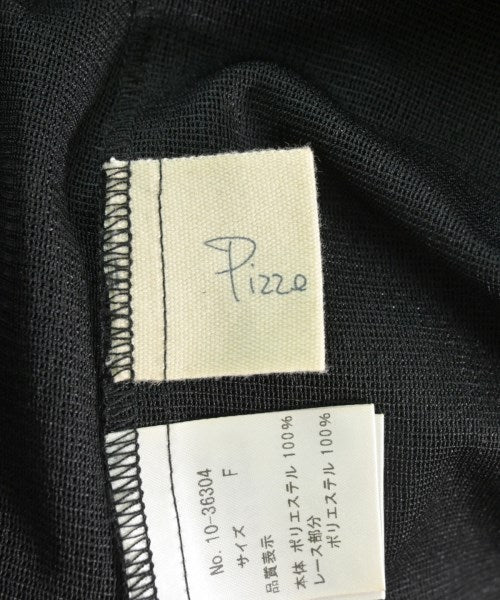 Pizze
No. 10-36304
サイズ F
品質表示
本体 ポリエステル 100%
レース部分
ポリエステル 100%